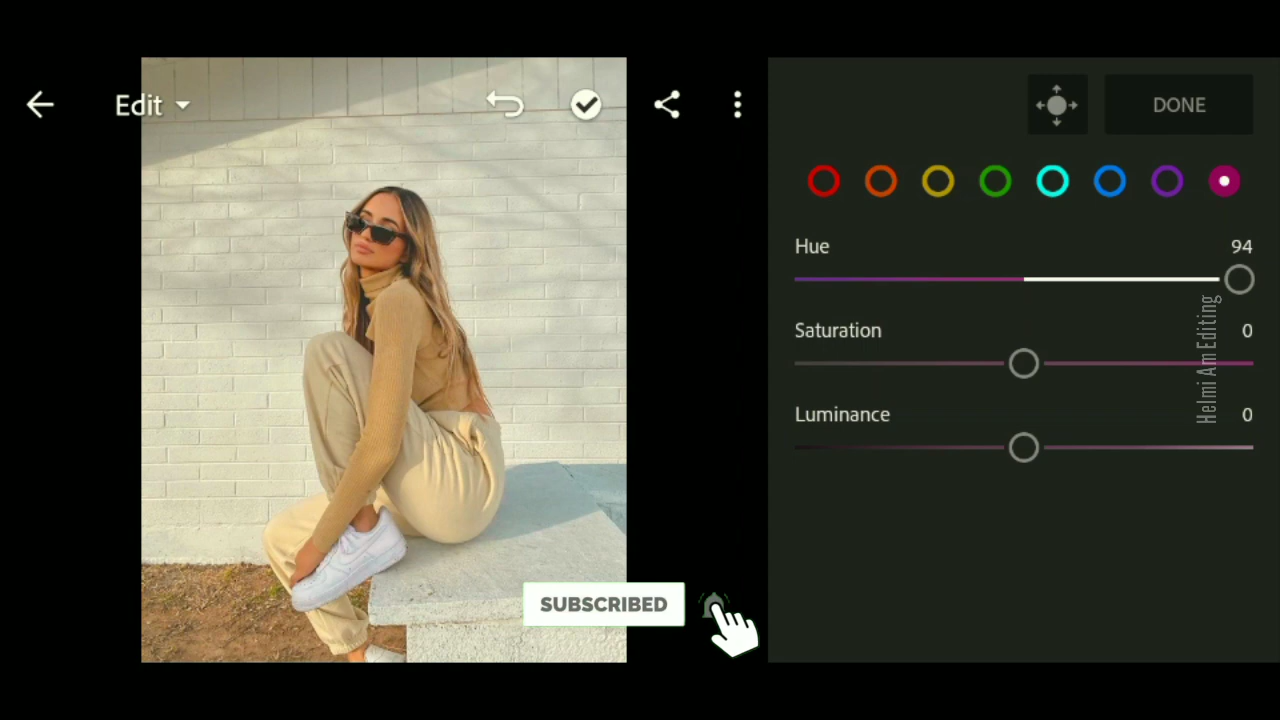 Edit
DONE
Hue 94
Saturation 0
Luminance 0
Helmi Am Editing
SUBSCRIBED